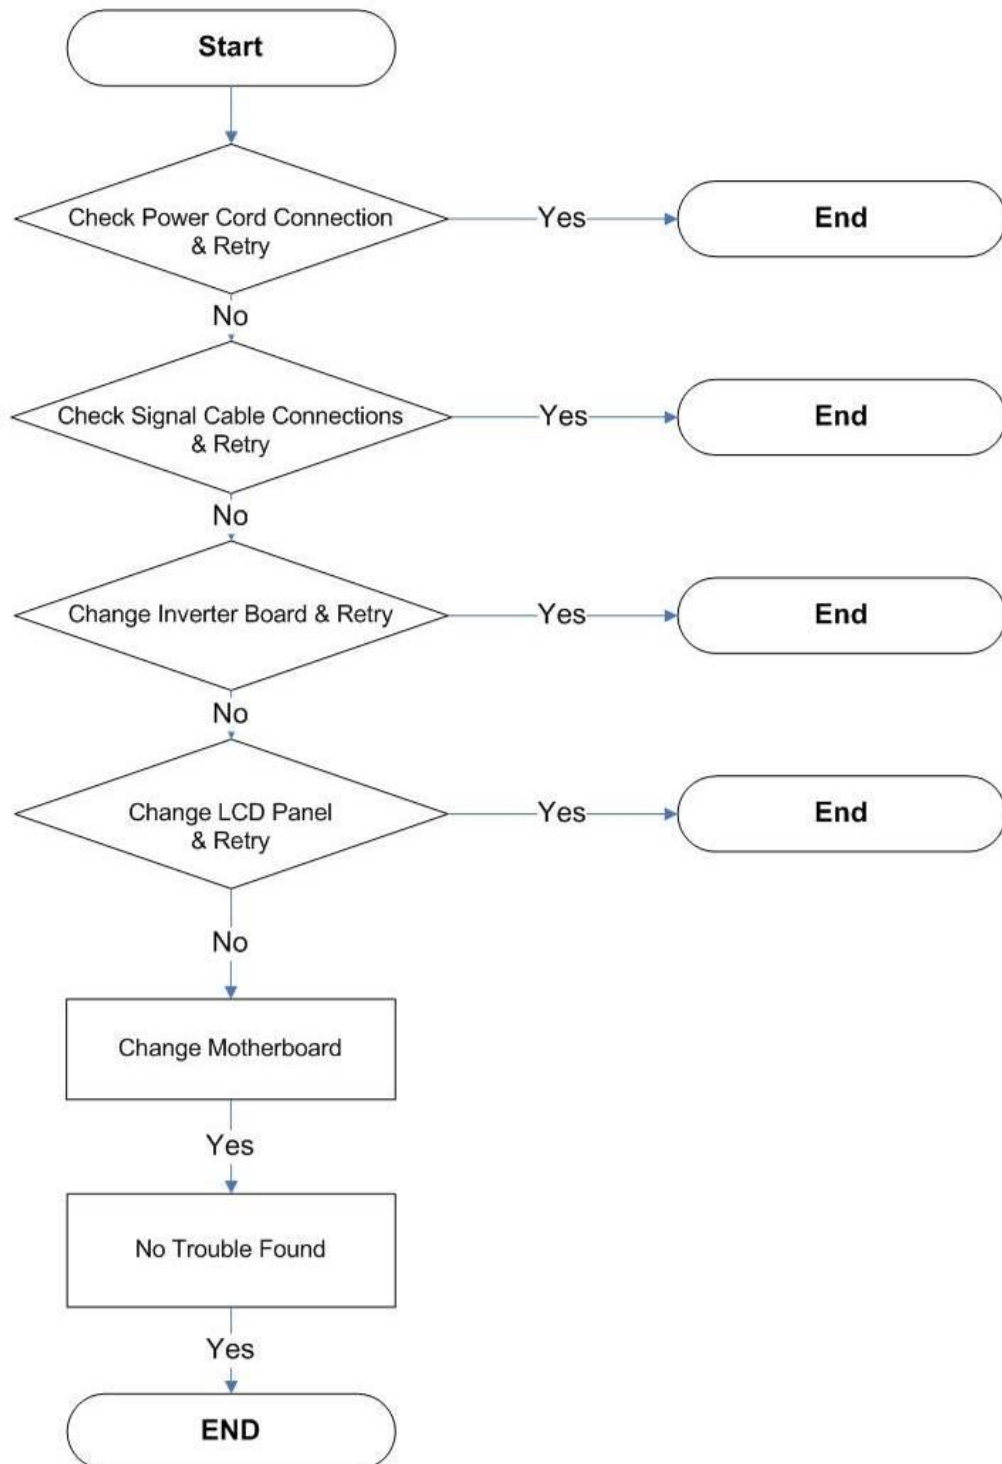 Start
Check Power Cord Connection
& Retry
Yes
End
No
Check Signal Cable Connections
& Retry
Yes
End
No
Change Inverter Board & Retry
Yes
End
No
Change LCD Panel
& Retry
Yes
End
No
Change Motherboard
Yes
No Trouble Found
Yes
END